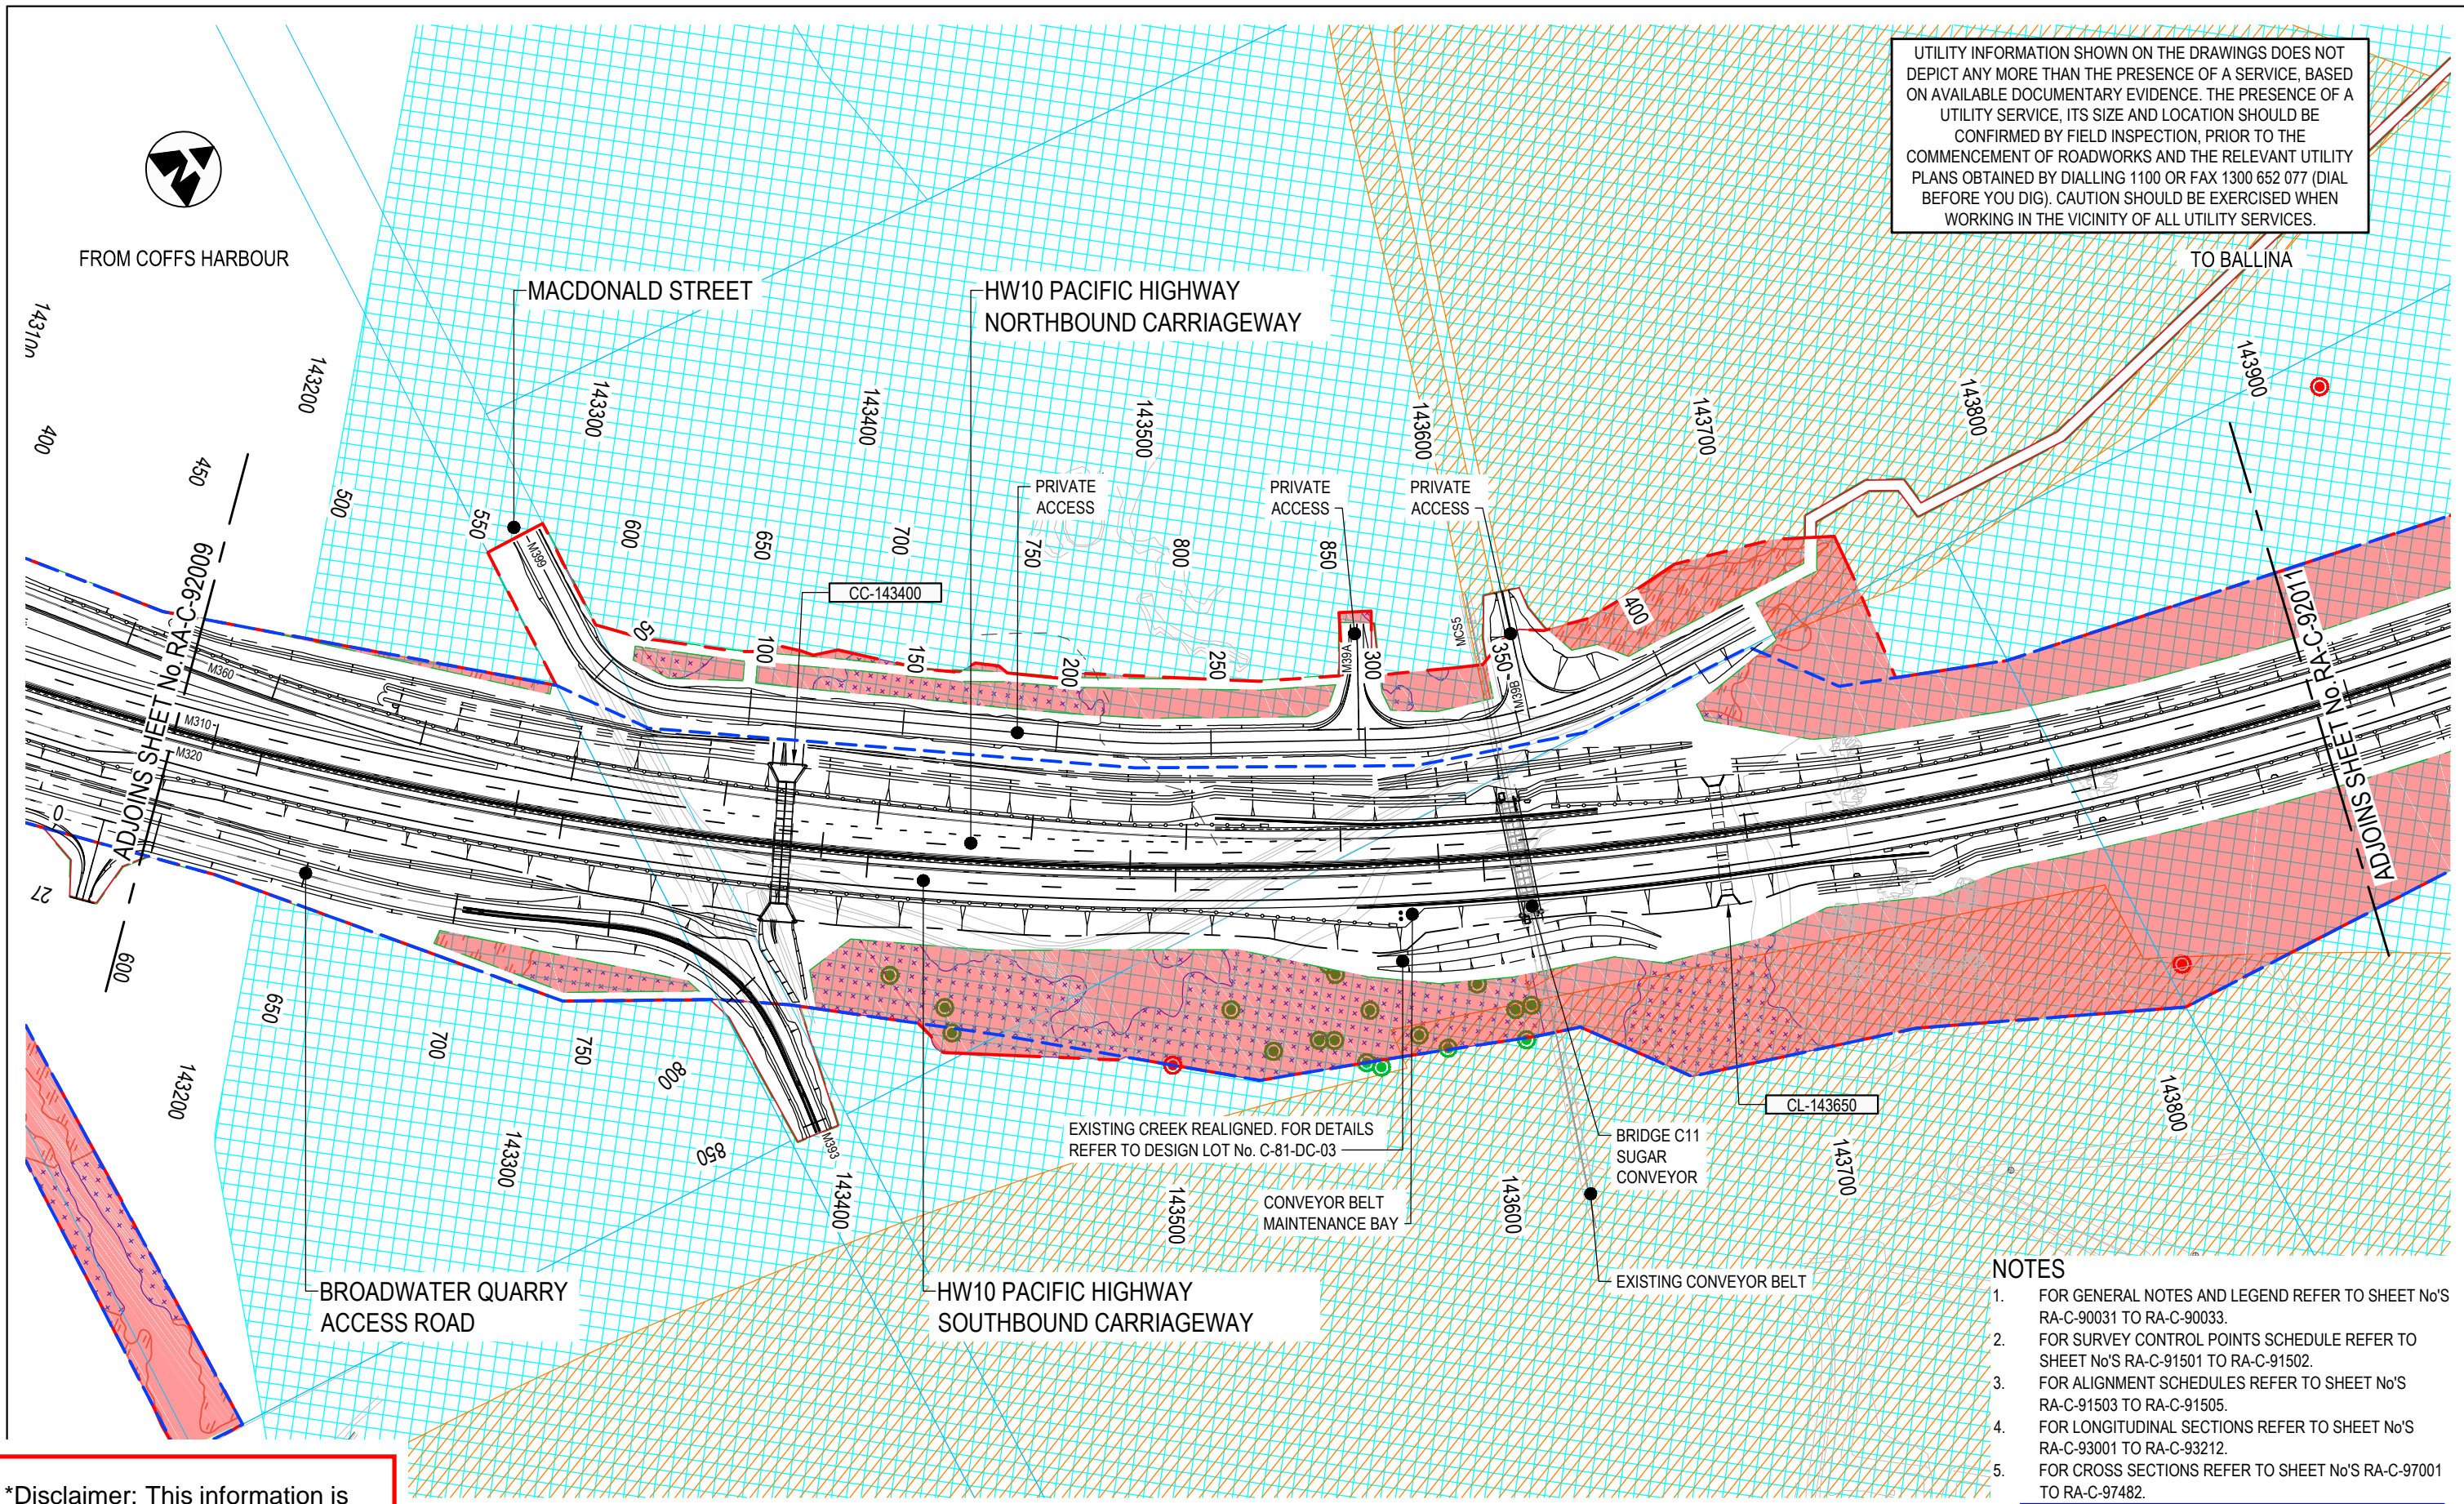 UTILITY INFORMATION SHOWN ON THE DRAWINGS DOES NOT
DEPICT ANY MORE THAN THE PRESENCE OF A SERVICE, BASED
ON AVAILABLE DOCUMENTARY EVIDENCE. THE PRESENCE OF A
UTILITY SERVICE, ITS SIZE AND LOCATION SHOULD BE
CONFIRMED BY FIELD INSPECTION, PRIOR TO THE
COMMENCEMENT OF ROADWORKS AND THE RELEVANT UTILITY
PLANS OBTAINED BY DIALLING 1100 OR FAX 1300 652 077 (DIAL
BEFORE YOU DIG). CAUTION SHOULD BE EXERCISED WHEN
WORKING IN THE VICINITY OF ALL UTILITY SERVICES.
N
FROM COFFS HARBOUR
TO BALLINA
MACDONALD STREET
HW10 PACIFIC HIGHWAY
NORTHBOUND CARRIAGEWAY
143100
143200
143300
143400
143500
143600
143700
143800
143900
400
450
500
550
600
650
700
750
800
850
PRIVATE
ACCESS
PRIVATE
ACCESS
PRIVATE
ACCESS
ADJOINS SHEET No. RA-C-92009
ADJOINS SHEET No. RA-C-92011
CC-143400
M399
50
100
150
200
250
300
350
400
M39A
M39B
MCS5
M360
M310
M320
0
27
600
650
700
750
800
850
M393
143200
143300
143400
143500
143600
143700
143800
CL-143650
EXISTING CREEK REALIGNED. FOR DETAILS
REFER TO DESIGN LOT No. C-81-DC-03
BRIDGE C11
SUGAR
CONVEYOR
CONVEYOR BELT
MAINTENANCE BAY
EXISTING CONVEYOR BELT
BROADWATER QUARRY
ACCESS ROAD
HW10 PACIFIC HIGHWAY
SOUTHBOUND CARRIAGEWAY
NOTES
1. FOR GENERAL NOTES AND LEGEND REFER TO SHEET No'S
RA-C-90031 TO RA-C-90033.
2. FOR SURVEY CONTROL POINTS SCHEDULE REFER TO
SHEET No'S RA-C-91501 TO RA-C-91502.
3. FOR ALIGNMENT SCHEDULES REFER TO SHEET No'S
RA-C-91503 TO RA-C-91505.
4. FOR LONGITUDINAL SECTIONS REFER TO SHEET No'S
RA-C-93001 TO RA-C-93212.
5. FOR CROSS SECTIONS REFER TO SHEET No'S RA-C-97001
TO RA-C-97482.
*Disclaimer: This information is